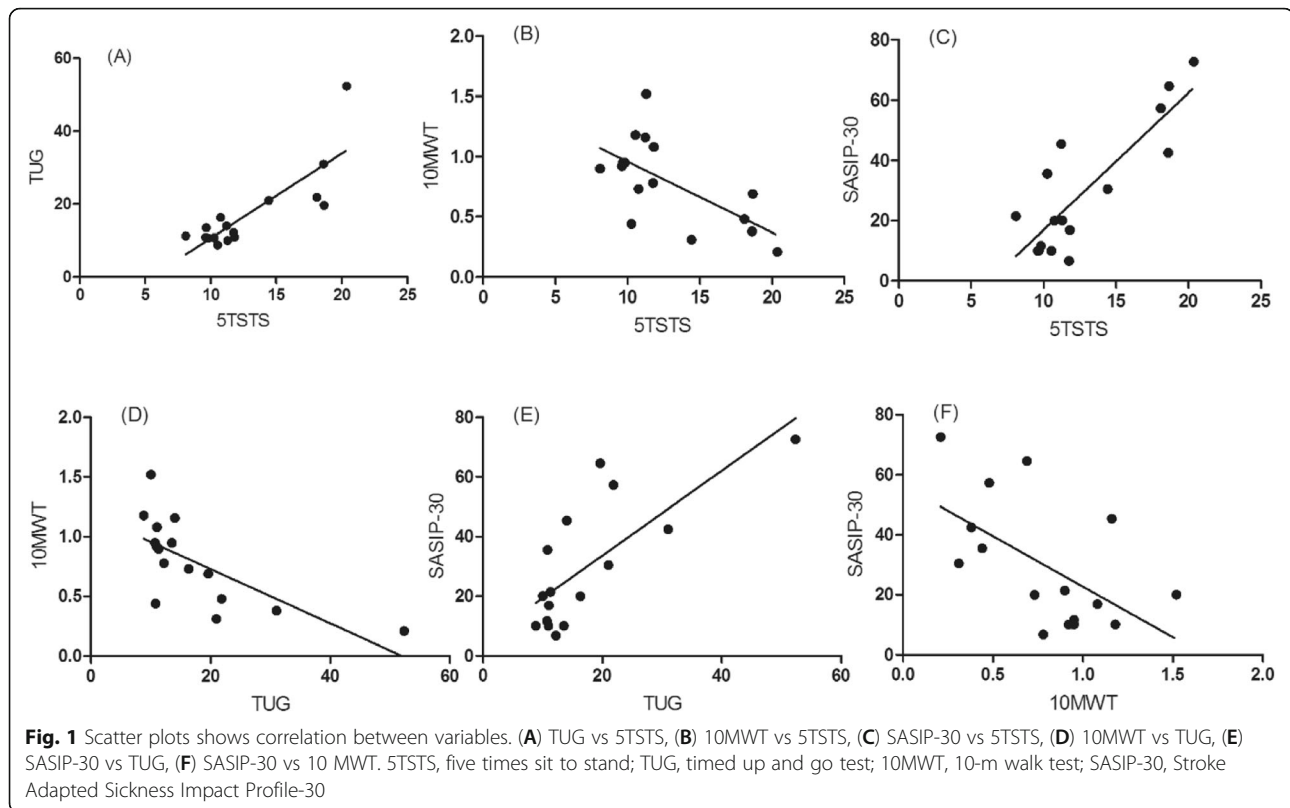 (A)
60
40
20
0
TUG
0 5 10 15 20 25
5TSTS
(B)
2.0
1.5
1.0
0.5
0.0
10MWT
0 5 10 15 20 25
5TSTS
(C)
80
60
40
20
0
SASIP-30
0 5 10 15 20 25
5TSTS
(D)
2.0
1.5
1.0
0.5
0.0
10MWT
0 20 40 60
TUG
(E)
80
60
40
20
0
SASIP-30
0 20 40 60
TUG
(F)
80
60
40
20
0
SASIP-30
0.0 0.5 1.0 1.5 2.0
10MWT
Fig. 1 Scatter plots shows correlation between variables. (A) TUG vs 5TSTS, (B) 10MWT vs 5TSTS, (C) SASIP-30 vs 5TSTS, (D) 10MWT vs TUG, (E)
SASIP-30 vs TUG, (F) SASIP-30 vs 10 MWT. 5TSTS, five times sit to stand; TUG, timed up and go test; 10MWT, 10-m walk test; SASIP-30, Stroke
Adapted Sickness Impact Profile-30